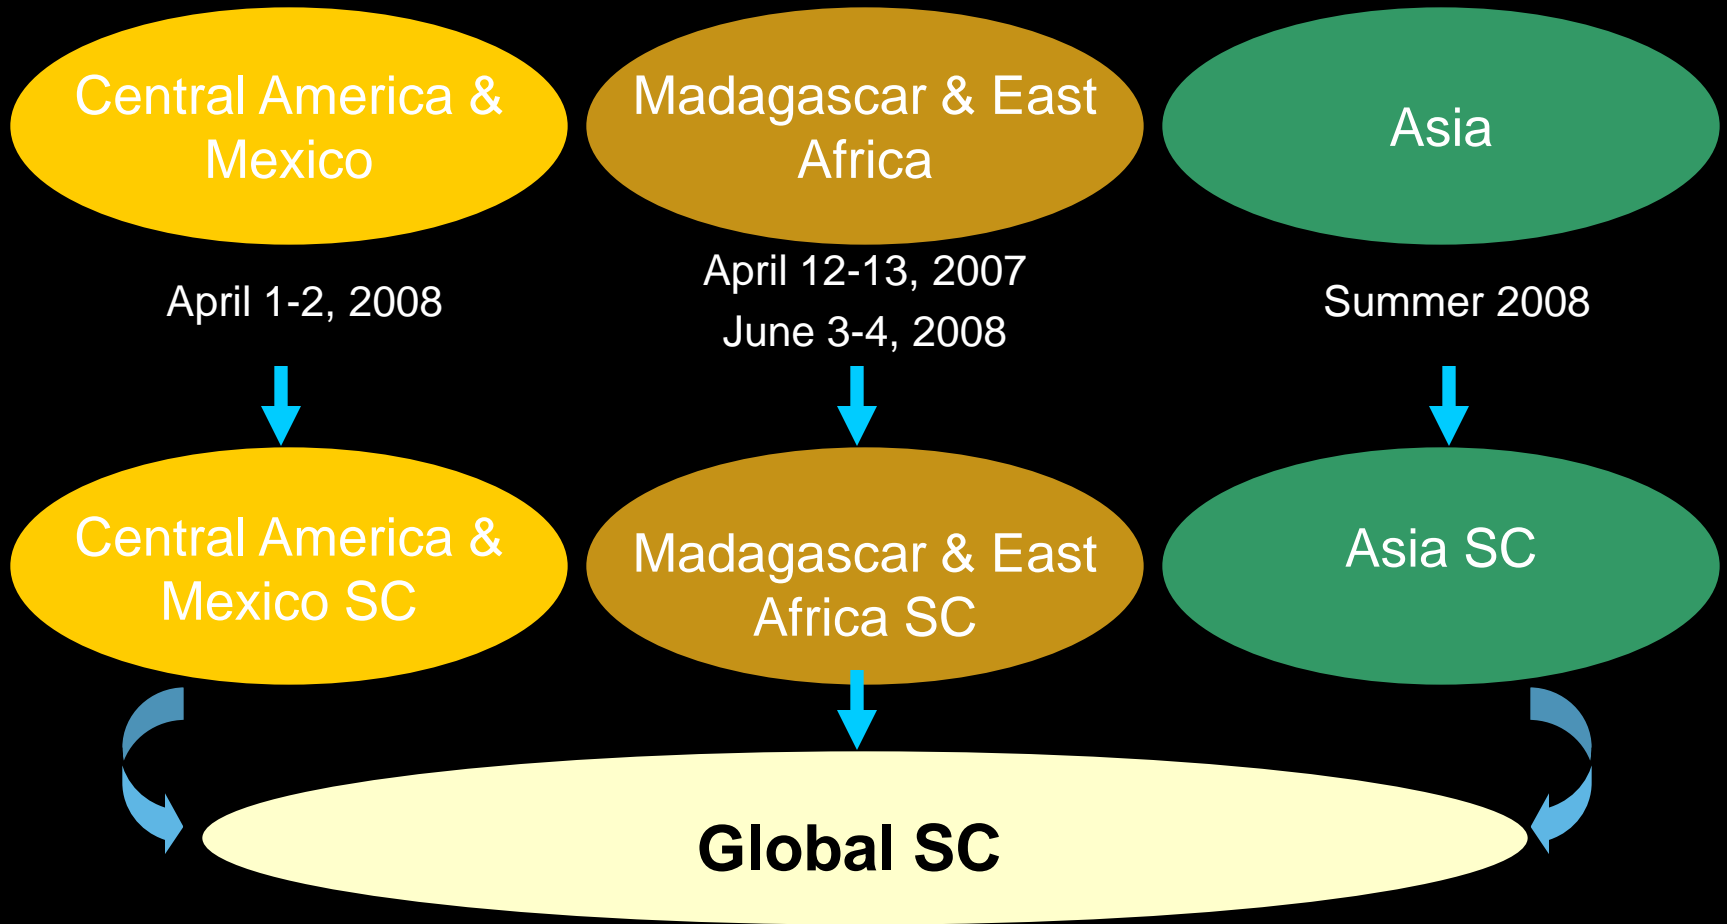 Central America &
Mexico
Madagascar & East
Africa
Asia
April 1-2, 2008
April 12-13, 2007
June 3-4, 2008
Summer 2008
Central America &
Mexico SC
Madagascar & East
Africa SC
Asia SC
Global SC